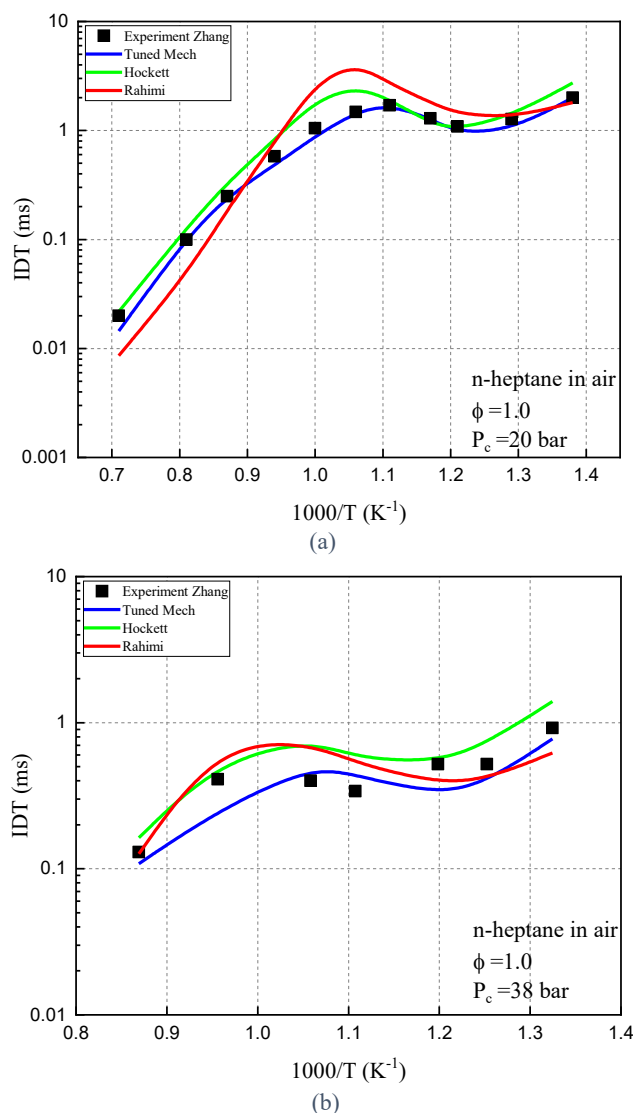 10
1
0.1
0.01
0.001
IDT (ms)
Experiment Zhang
Tuned Mech
Hockett
Rahimi
n-heptane in air
ϕ =1.0
P_c =20 bar
0.7 0.8 0.9 1.0 1.1 1.2 1.3 1.4
1000/T (K⁻¹)
(a)
10
1
0.1
0.01
IDT (ms)
Experiment Zhang
Tuned Mech
Hockett
Rahimi
n-heptane in air
ϕ =1.0
P_c =38 bar
0.8 0.9 1.0 1.1 1.2 1.3 1.4
1000/T (K⁻¹)
(b)